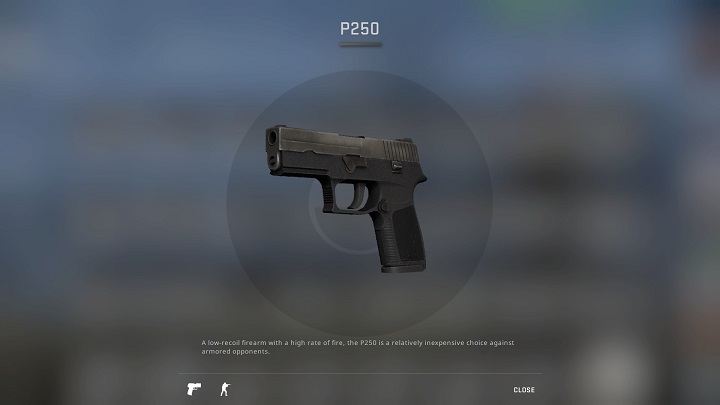 P250
A low-recoil firearm with a high rate of fire, the P250 is a relatively inexpensive choice against
armored opponents.
CLOSE